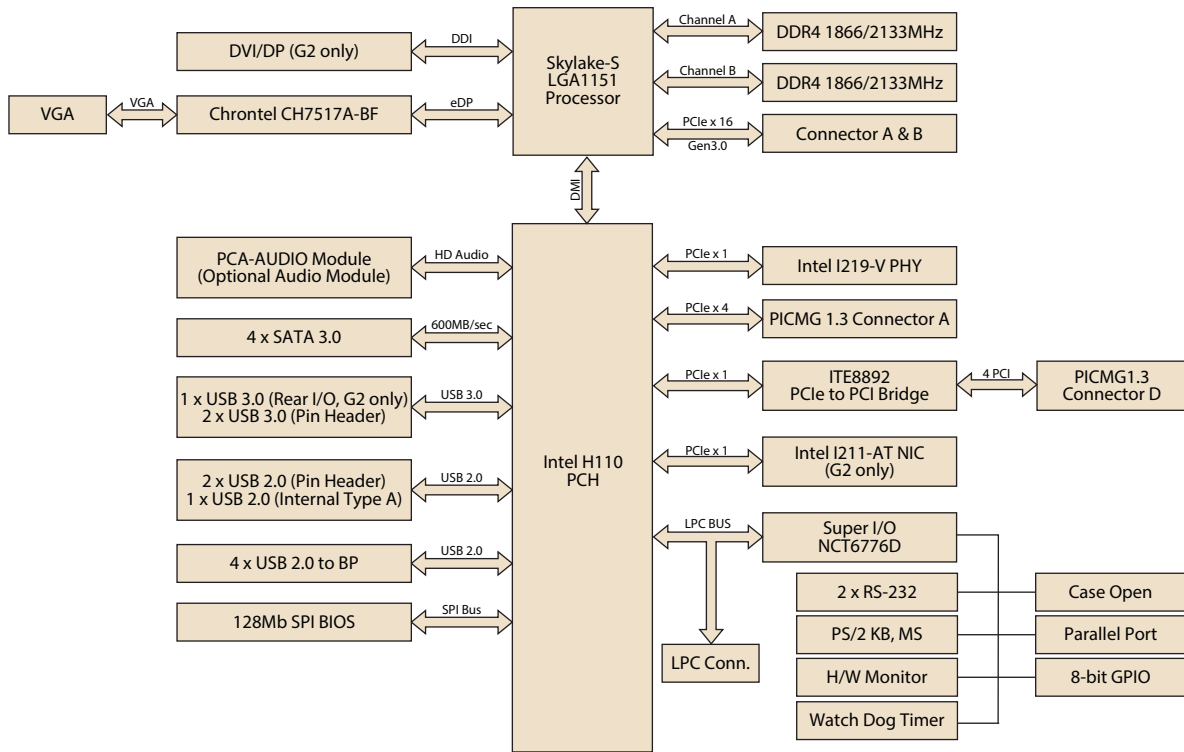 DVI/DP (G2 only)
DDI
VGA
VGA
Chrontel CH7517A-BF
eDP
Skylake-S
LGA1151
Processor
Channel A
DDR4 1866/2133MHz
Channel B
DDR4 1866/2133MHz
PCIe x 16
Gen3.0
Connector A & B
DMI
PCA-AUDIO Module
(Optional Audio Module)
HD Audio
4 x SATA 3.0
600MB/sec
1 x USB 3.0 (Rear I/O, G2 only)
2 x USB 3.0 (Pin Header)
USB 3.0
2 x USB 2.0 (Pin Header)
1 x USB 2.0 (Internal Type A)
USB 2.0
4 x USB 2.0 to BP
USB 2.0
128Mb SPI BIOS
SPI Bus
Intel H110
PCH
PCIe x 1
Intel I219-V PHY
PCIe x 4
PICMG 1.3 Connector A
PCIe x 1
ITE8892
PCIe to PCI Bridge
4 PCI
PICMG1.3
Connector D
PCIe x 1
Intel I211-AT NIC
(G2 only)
LPC BUS
Super I/O
NCT6776D
LPC Conn.
2 x RS-232
Case Open
PS/2 KB, MS
Parallel Port
H/W Monitor
8-bit GPIO
Watch Dog Timer